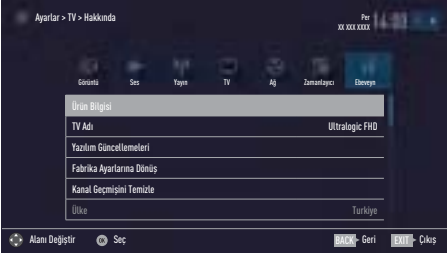 Ayarlar > TV > Hakkında
Per
XX XXX XXXX
Görüntü Ses Yayın TV Ağ Zamanlayıcı Ebeveyn
Ürün Bilgisi
TV Adı Ultralogic FHD
Yazılım Güncellemeleri
Fabrika Ayarlarına Dönüş
Kanal Geçmişini Temizle
Ülke Turkiye
Alanı Değiştir OK Seç BACK Geri EXIT Çıkış